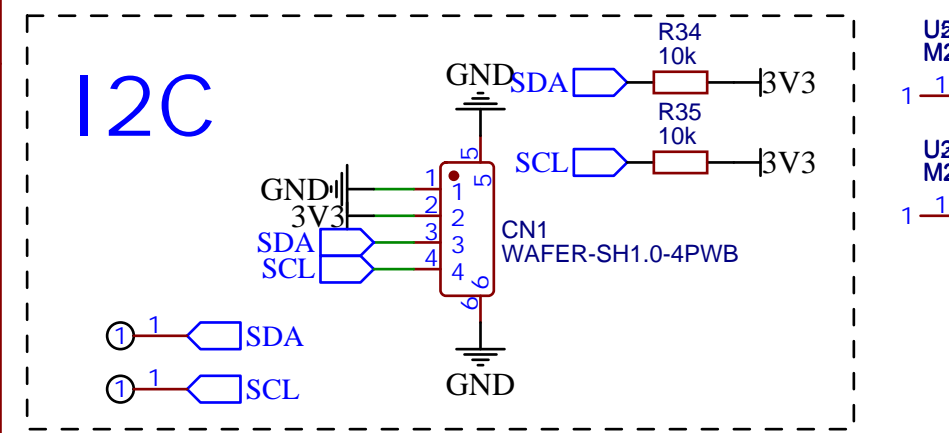 I2C
R34
10k
SDA
3V3
R35
10k
SCL
3V3
GND
5
5
GND
1
1
3V3
2
2
SDA
3
3
SCL
4
4
CN1
WAFER-SH1.0-4PWB
6
6
GND
1
1
SDA
1
1
SCL
U2
M2
1
1
U2
M2
1
1